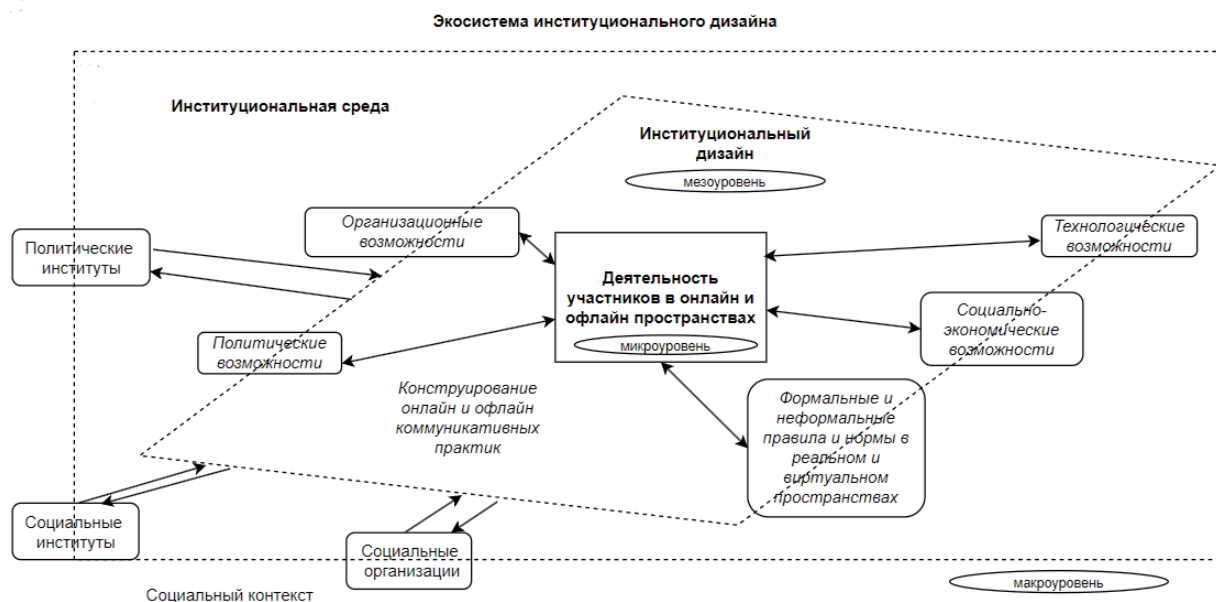 Экосистема институционального дизайна
Институциональная среда
Институциональный
дизайн
мезоуровень
Организационные
возможности
Технологические
возможности
Политические
институты
Деятельность
участников в онлайн и
офлайн пространствах
микроуровень
Социально-
экономические
возможности
Политические
возможности
Конструирование
онлайн и офлайн
коммуникативных
практик
Формальные и
неформальные
правила и нормы в
реальном и
виртуальном
пространствах
Социальные
институты
Социальные
организации
макроуровень
Социальный контекст